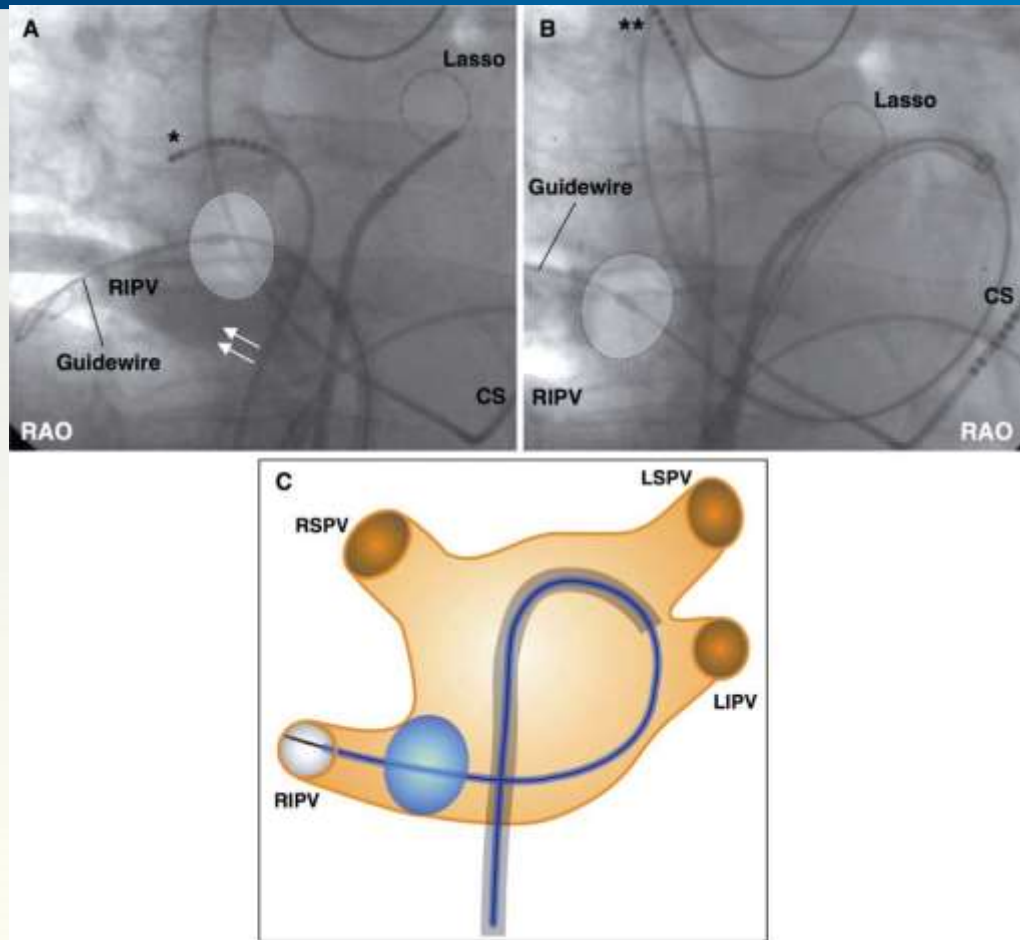 A
*
Lasso
RIPV
Guidewire
CS
RAO
B
**
Lasso
Guidewire
CS
RIPV
RAO
C
LSPV
RSPV
LIPV
RIPV